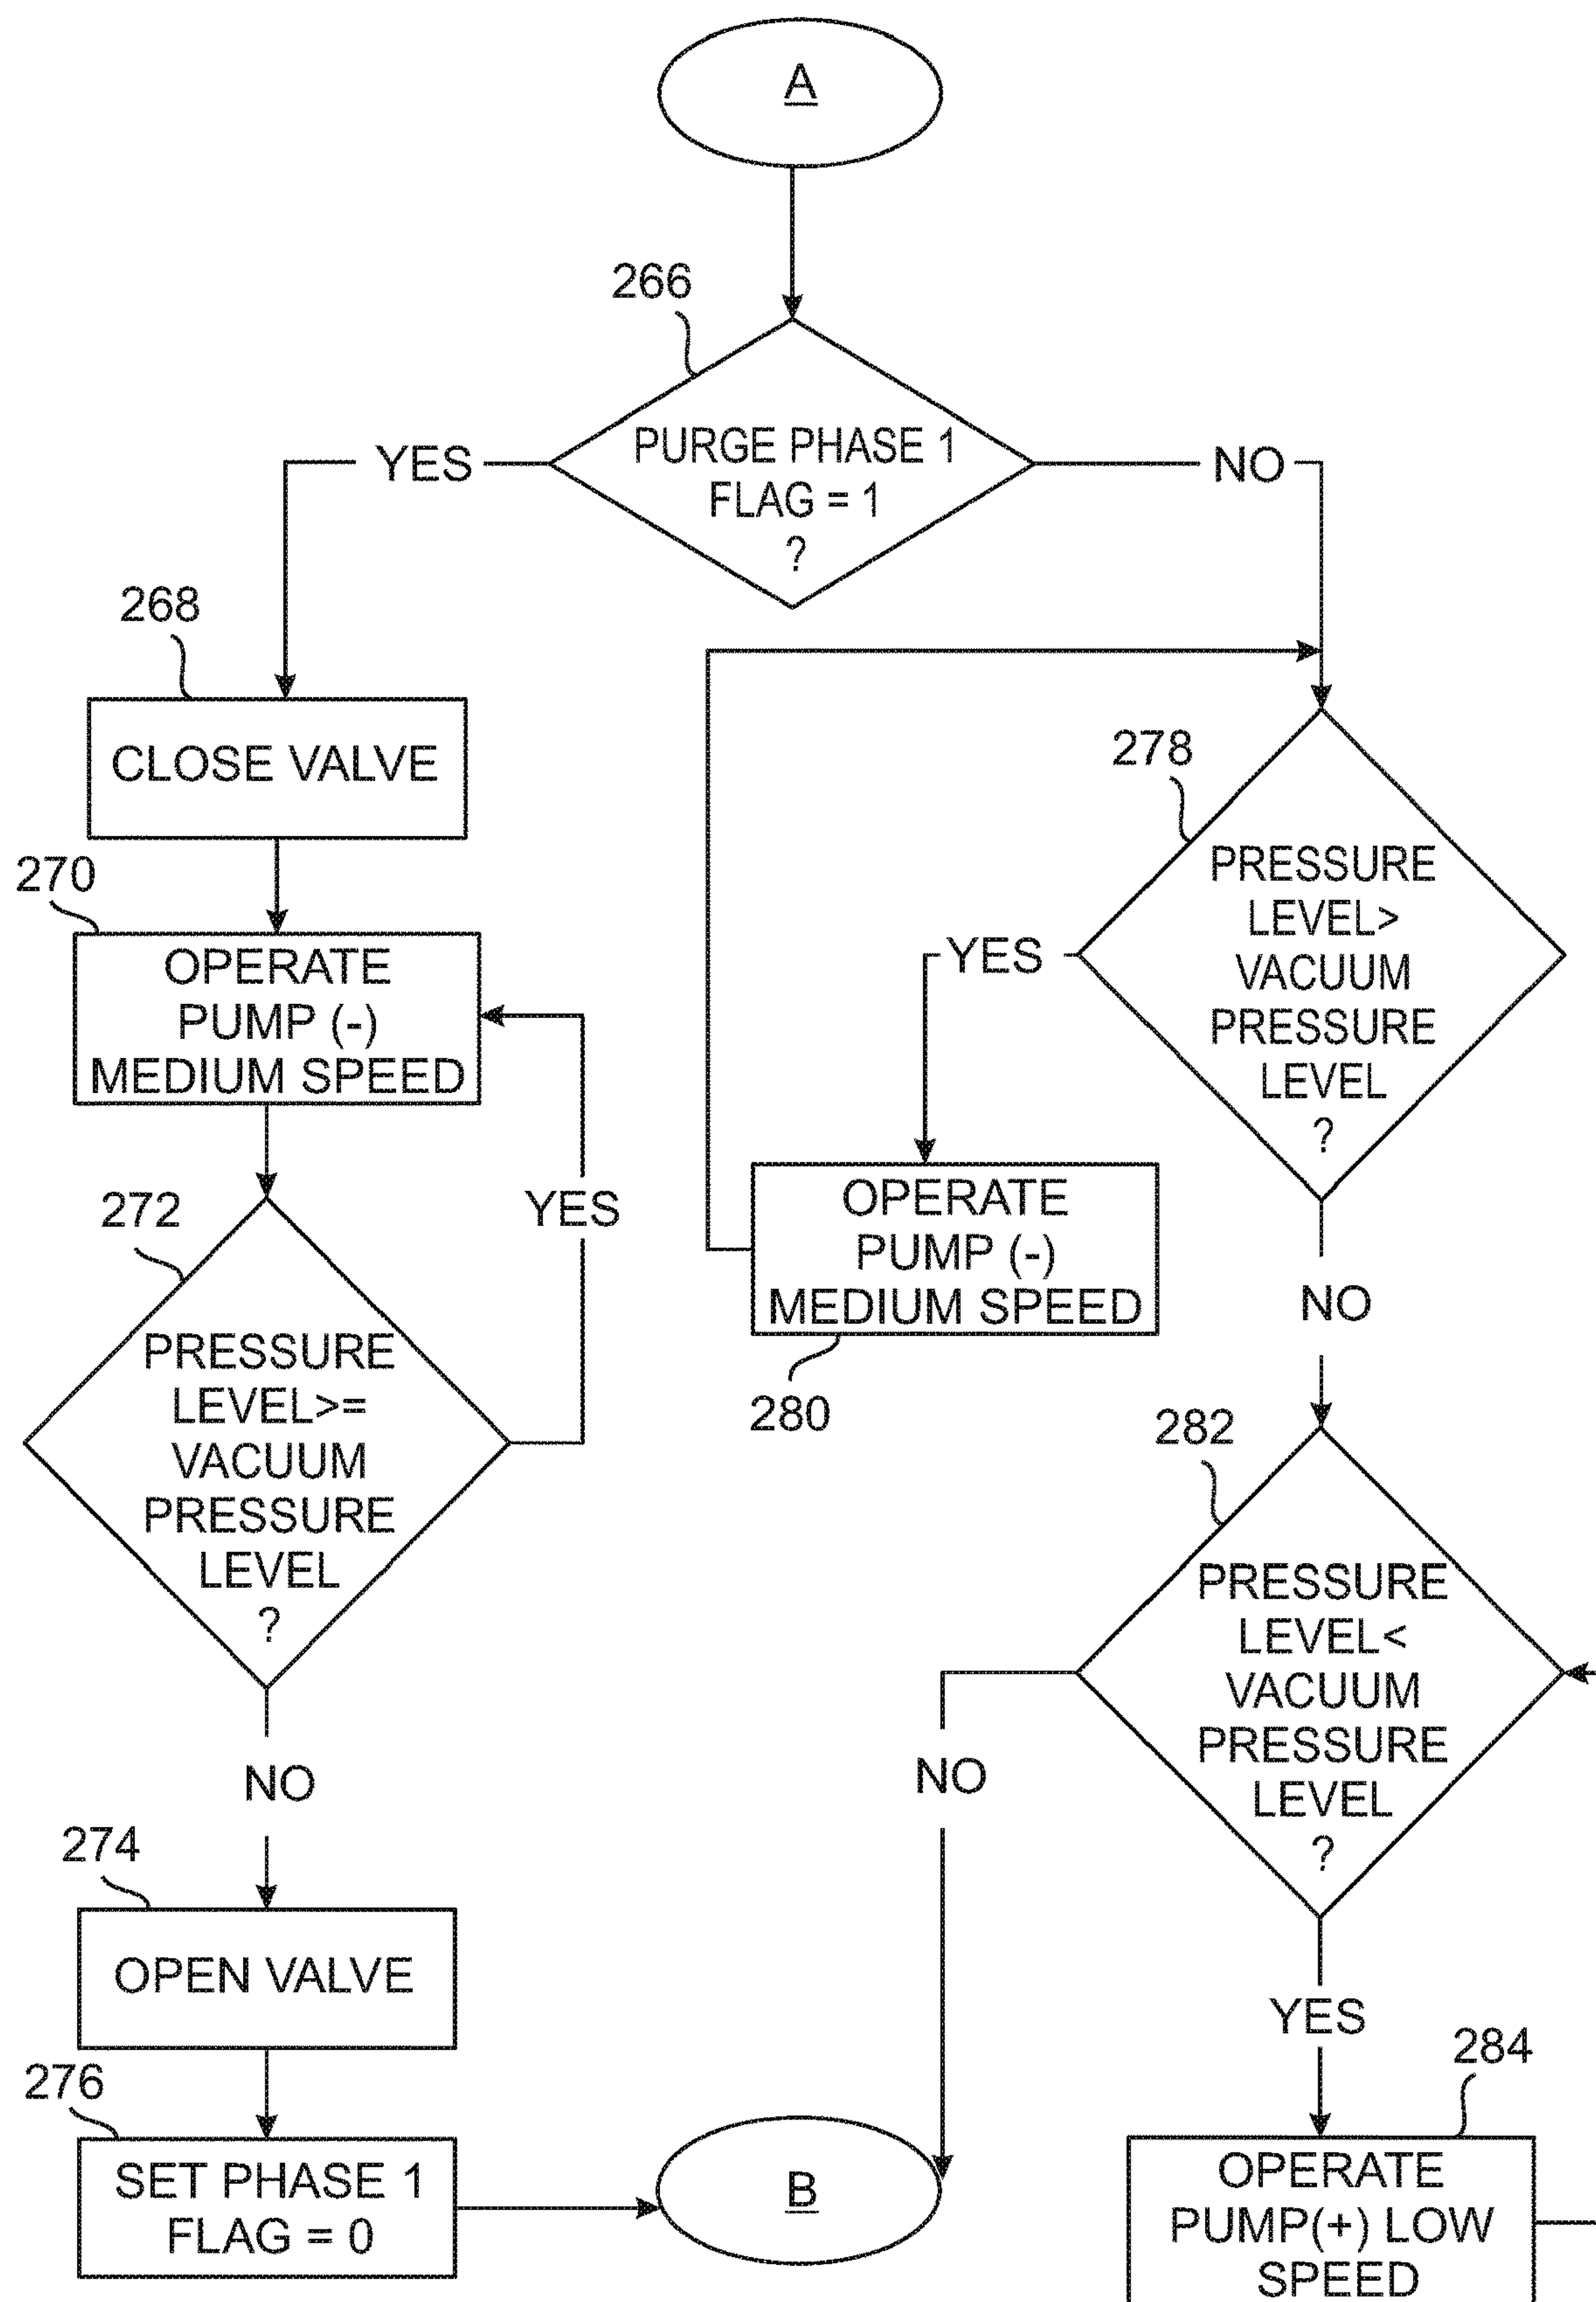 A
266
PURGE PHASE 1
FLAG = 1
?
YES
NO
268
CLOSE VALVE
270
OPERATE
PUMP (-)
MEDIUM SPEED
YES
272
PRESSURE
LEVEL>=
VACUUM
PRESSURE
LEVEL
?
NO
274
OPEN VALVE
276
SET PHASE 1
FLAG = 0
278
PRESSURE
LEVEL>
VACUUM
PRESSURE
LEVEL
?
YES
OPERATE
PUMP (-)
MEDIUM SPEED
280
NO
282
PRESSURE
LEVEL<
VACUUM
PRESSURE
LEVEL
?
NO
YES
284
OPERATE
PUMP(+) LOW
SPEED
B